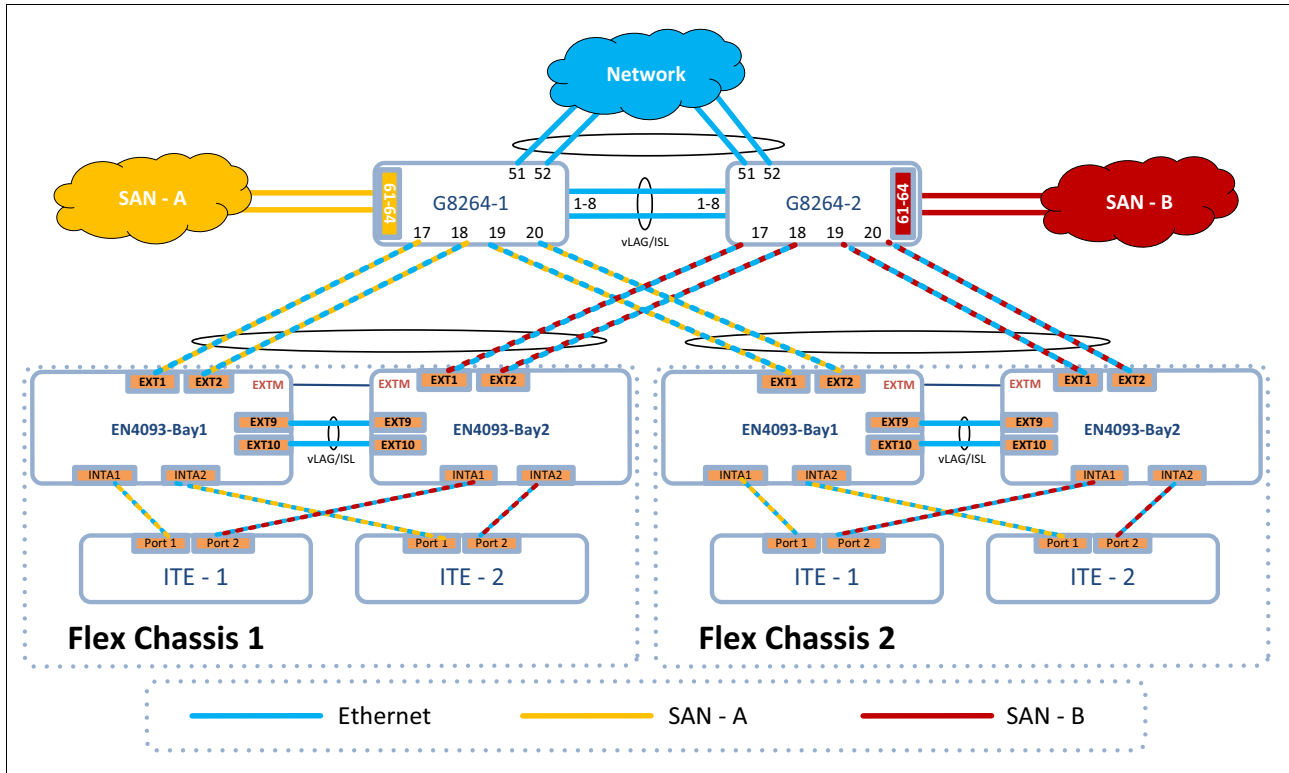 Network
SAN - A
61-64
G8264-1
51 52
1-8
17 18 19 20
vLAG/ISL
51 52
1-8
G8264-2
61-64
17 18 19 20
SAN - B
EXT1 EXT2 EXTM
EN4093-Bay1
EXT9
EXT10
INTA1 INTA2
vLAG/ISL
EXTM EXT1 EXT2
EXT9
EXT10
EN4093-Bay2
INTA1 INTA2
Port 1 Port 2
ITE - 1
Port 1 Port 2
ITE - 2
Flex Chassis 1
EXT1 EXT2 EXTM
EN4093-Bay1
EXT9
EXT10
INTA1 INTA2
vLAG/ISL
EXTM EXT1 EXT2
EXT9
EXT10
EN4093-Bay2
INTA1 INTA2
Port 1 Port 2
ITE - 1
Port 1 Port 2
ITE - 2
Flex Chassis 2
Ethernet
SAN - A
SAN - B